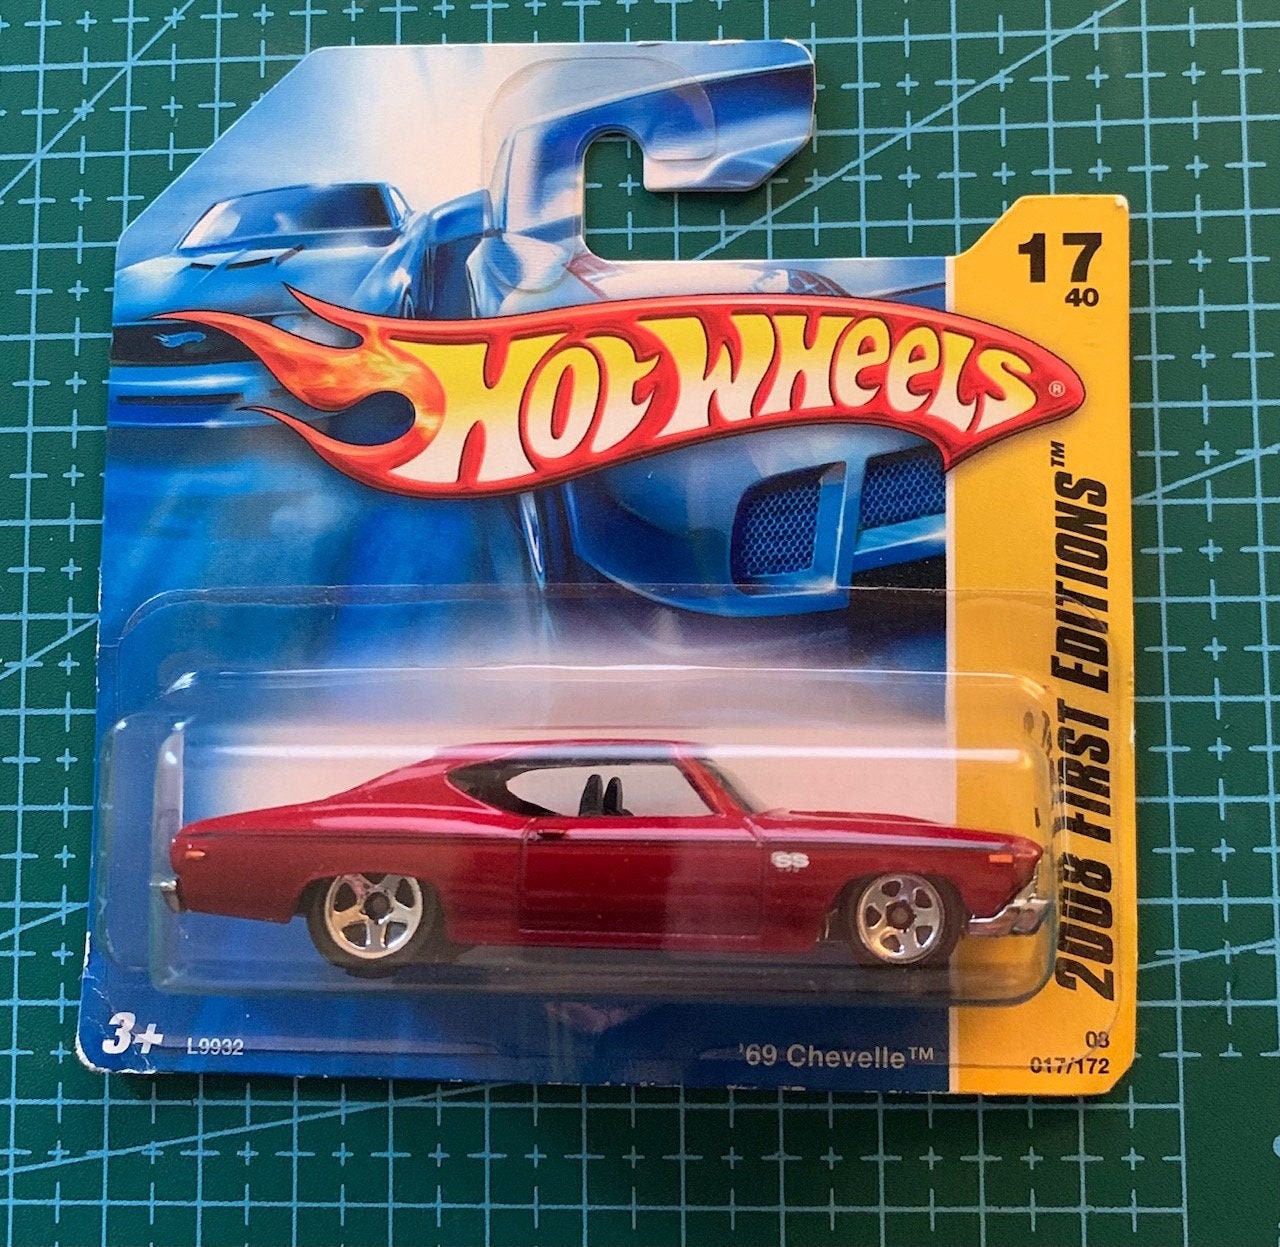 17
40
HOT WHEELS®
2008 FIRST EDITIONS™
SS
3+
L9932
'69 Chevelle™
08
017/172